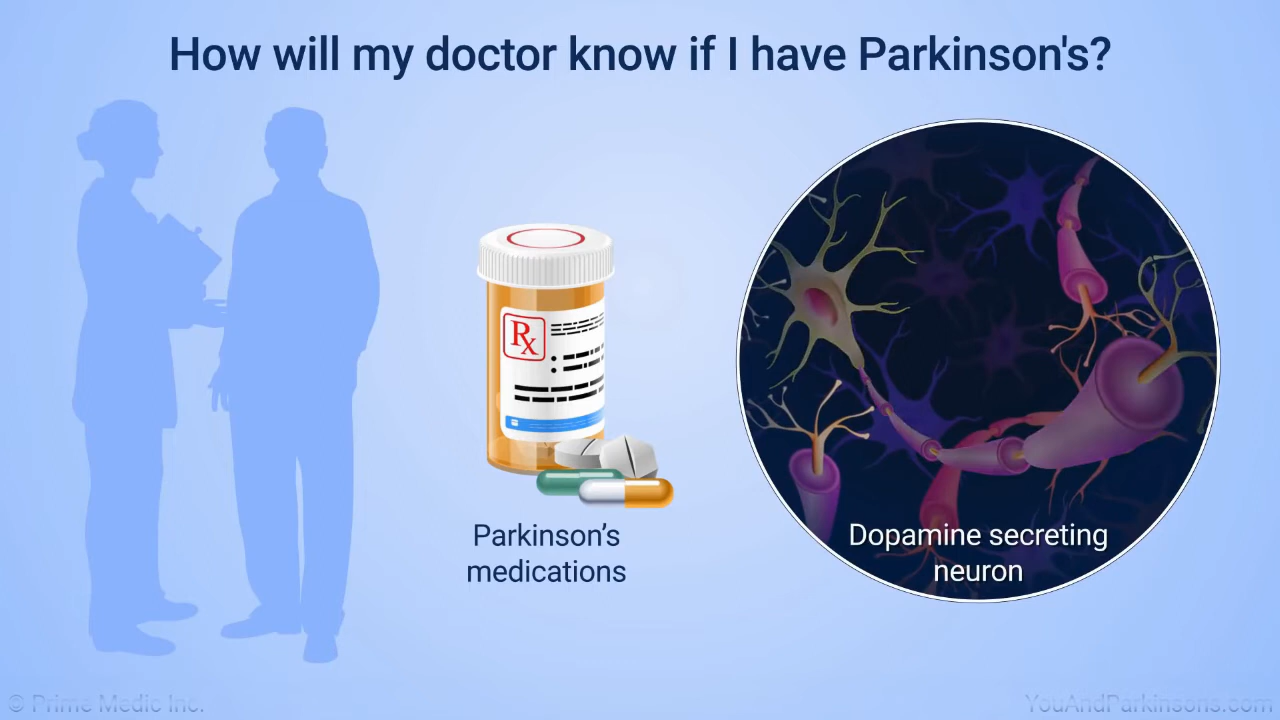 How will my doctor know if I have Parkinson's?
Rx
Parkinson’s
medications
Dopamine secreting
neuron
© Prime Medic Inc.
YouAndParkinsons.com